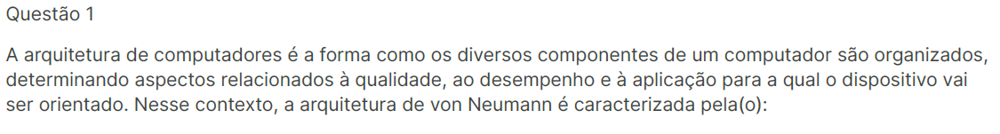 Questão 1
A arquitetura de computadores é a forma como os diversos componentes de um computador são organizados,
determinando aspectos relacionados à qualidade, ao desempenho e à aplicação para a qual o dispositivo vai
ser orientado. Nesse contexto, a arquitetura de von Neumann é caracterizada pela(o):